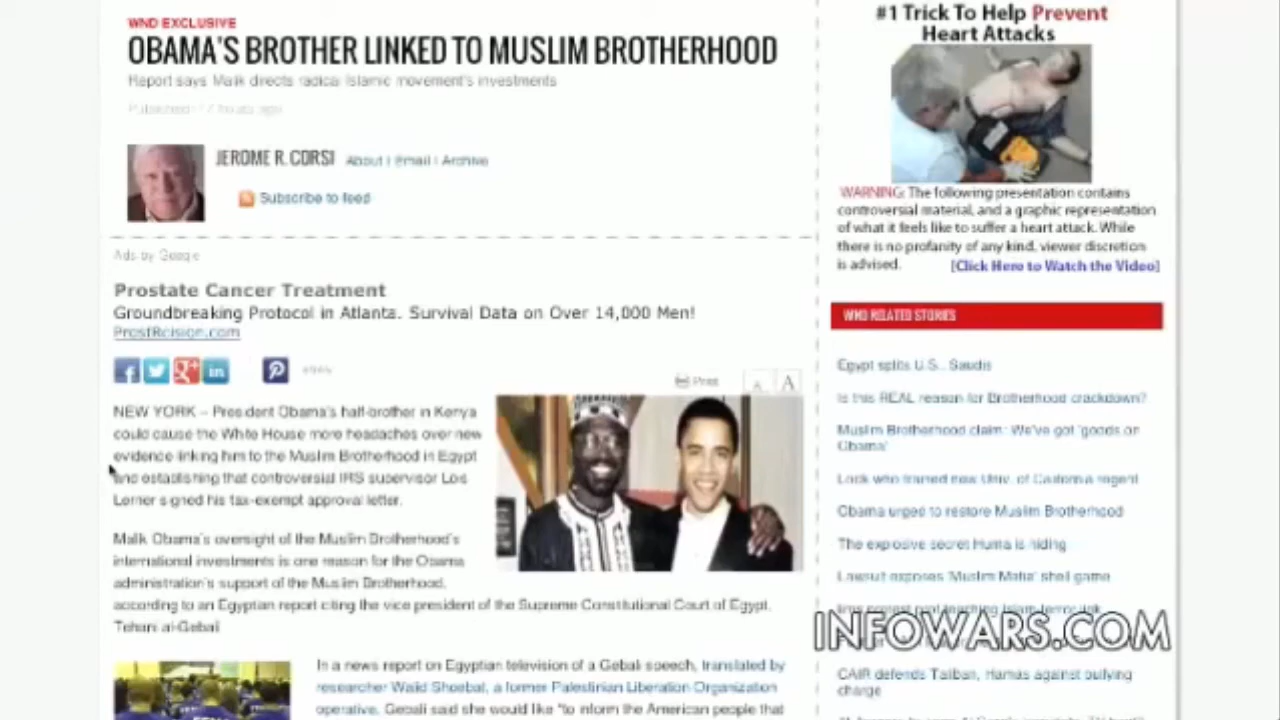 WND EXCLUSIVE
OBAMA'S BROTHER LINKED TO MUSLIM BROTHERHOOD
Report says Malik directs radical Islamic movement's investments
JEROME R. CORSI About | Email | Archive
Subscribe to feed
Ads by Google
Prostate Cancer Treatment
Groundbreaking Protocol in Atlanta. Survival Data on Over 14,000 Men!
ProstRcision.com
Print A A
NEW YORK – President Obama's half-brother in Kenya
could cause the White House more headaches over new
evidence linking him to the Muslim Brotherhood in Egypt
and establishing that controversial IRS supervisor Lois
Lerner signed his tax-exempt approval letter.
Malik Obama's oversight of the Muslim Brotherhood's
international investments is one reason for the Obama
administration's support of the Muslim Brotherhood,
according to an Egyptian report citing the vice president of the Supreme Constitutional Court of Egypt,
Tehani al-Gebali
In a news report on Egyptian television of a Gebali speech, translated by
researcher Walid Shoebat, a former Palestinian Liberation Organization
operative, Gebali said she would like "to inform the American people that
#1 Trick To Help Prevent
Heart Attacks
WARNING: The following presentation contains
controversial material, and a graphic representation
of what it feels like to suffer a heart attack. While
there is no profanity of any kind, viewer discretion
is advised. [Click Here to Watch the Video]
WND RELATED STORIES
Egypt splits U.S., Saudis
Is this REAL reason for Brotherhood crackdown?
Muslim Brotherhood claim: We've got 'goods on
Obama'
Look who trained new Univ. of California regent
Obama urged to restore Muslim Brotherhood
The explosive secret Huma is hiding
Lawsuit exposes 'Muslim Mafia' shell game
INFOWARS.COM
CAIR defends Taliban, Hamas against bullying
charge